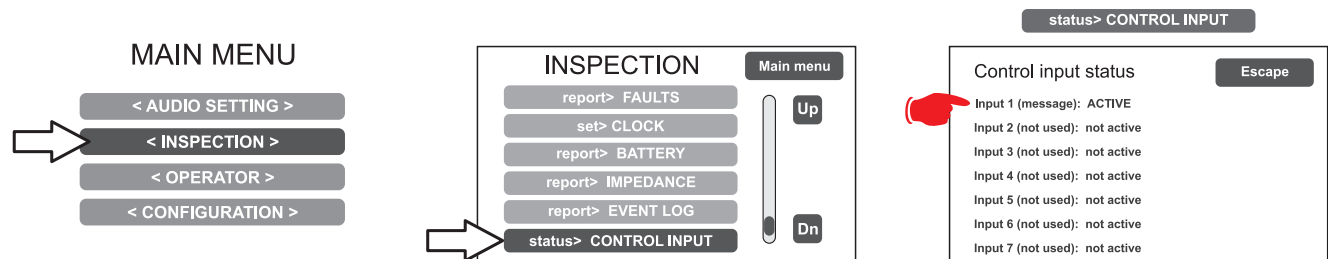 MAIN MENU
< AUDIO SETTING >
< INSPECTION >
< OPERATOR >
< CONFIGURATION >
INSPECTION
Main menu
report> FAULTS
set> CLOCK
report> BATTERY
report> IMPEDANCE
report> EVENT LOG
status> CONTROL INPUT
Up
Dn
status> CONTROL INPUT
Control input status
Escape
Input 1 (message): ACTIVE
Input 2 (not used): not active
Input 3 (not used): not active
Input 4 (not used): not active
Input 5 (not used): not active
Input 6 (not used): not active
Input 7 (not used): not active